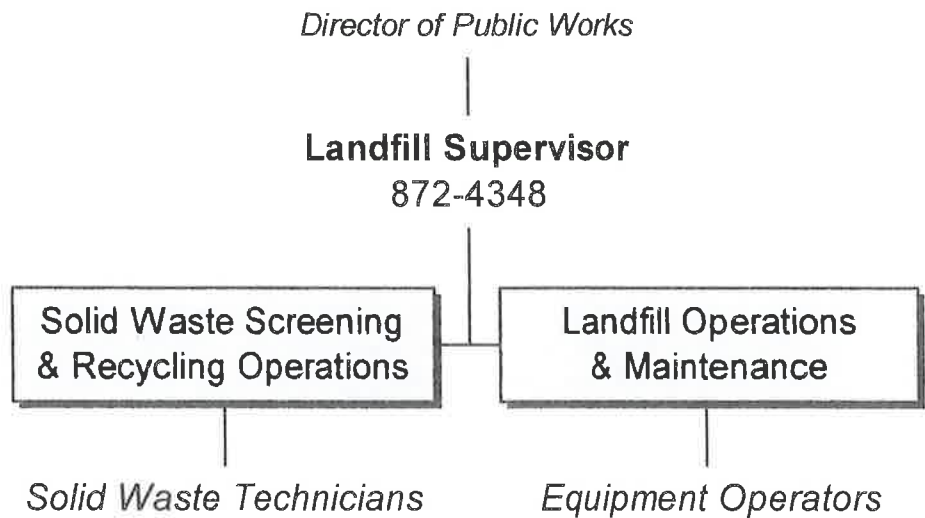 Director of Public Works
Landfill Supervisor
872-4348
Solid Waste Screening
& Recycling Operations
Landfill Operations
& Maintenance
Solid Waste Technicians
Equipment Operators